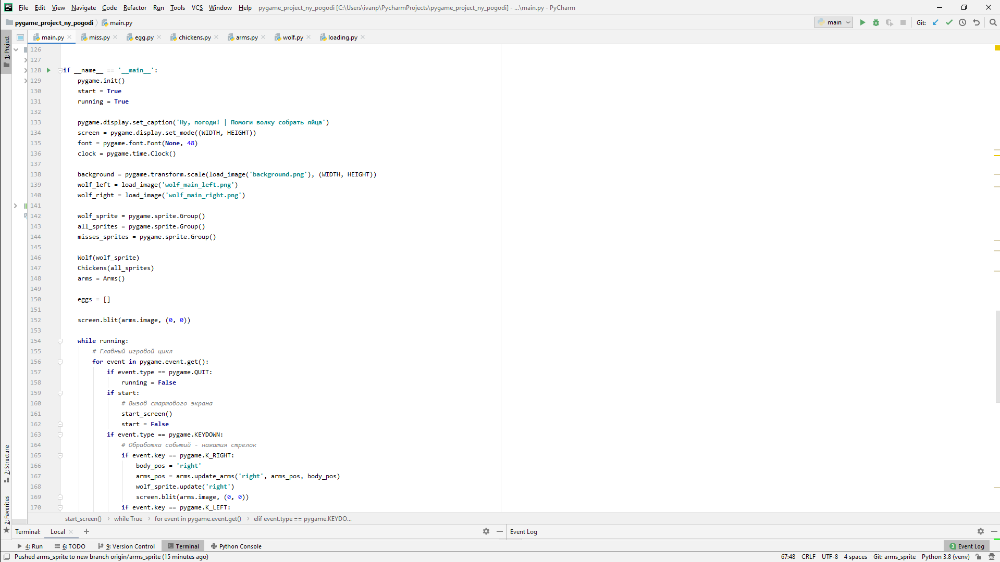 File Edit View Navigate Code Refactor Run Tools VCS Window Help pygame_project_ny_pogodi [C:\Users\ivanp\PycharmProjects\pygame_project_ny_pogodi] - ...\main.py - PyCharm
pygame_project_ny_pogodi main.py main Git:
main.py miss.py egg.py chickens.py arms.py wolf.py loading.py
1: Project
126
127
128 if __name__ == '__main__':
129 pygame.init()
130 start = True
131 running = True
132
133 pygame.display.set_caption('Ну, погоди! | Помоги волку собрать яйца')
134 screen = pygame.display.set_mode((WIDTH, HEIGHT))
135 font = pygame.font.Font(None, 48)
136 clock = pygame.time.Clock()
137
138 background = pygame.transform.scale(load_image('background.png'), (WIDTH, HEIGHT))
139 wolf_left = load_image('wolf_main_left.png')
140 wolf_right = load_image('wolf_main_right.png')
141
142 wolf_sprite = pygame.sprite.Group()
143 all_sprites = pygame.sprite.Group()
144 misses_sprites = pygame.sprite.Group()
145
146 Wolf(wolf_sprite)
147 Chickens(all_sprites)
148 arms = Arms()
149
150 eggs = []
151
152 screen.blit(arms.image, (0, 0))
153
154 while running:
155 # Главный игровой цикл
156 for event in pygame.event.get():
157 if event.type == pygame.QUIT:
158 running = False
159 if start:
160 # Вызов стартового экрана
161 start_screen()
162 start = False
163 if event.type == pygame.KEYDOWN:
164 # Обработка событий - нажатия стрелок
165 if event.key == pygame.K_RIGHT:
166 body_pos = 'right'
167 arms_pos = arms.update_arms('right', arms_pos, body_pos)
168 wolf_sprite.update('right')
169 screen.blit(arms.image, (0, 0))
170 if event.key == pygame.K_LEFT:
7: Structure
2: Favorites
start_screen() while True for event in pygame.event.get() elif event.type == pygame.KEYDO...
Terminal: Local + Event Log
4: Run 6: TODO 9: Version Control Terminal Python Console 3 Event Log
Pushed arms_sprite to new branch origin/arms_sprite (15 minutes ago) 67:48 CRLF UTF-8 4 spaces Git: arms_sprite Python 3.8 (venv)